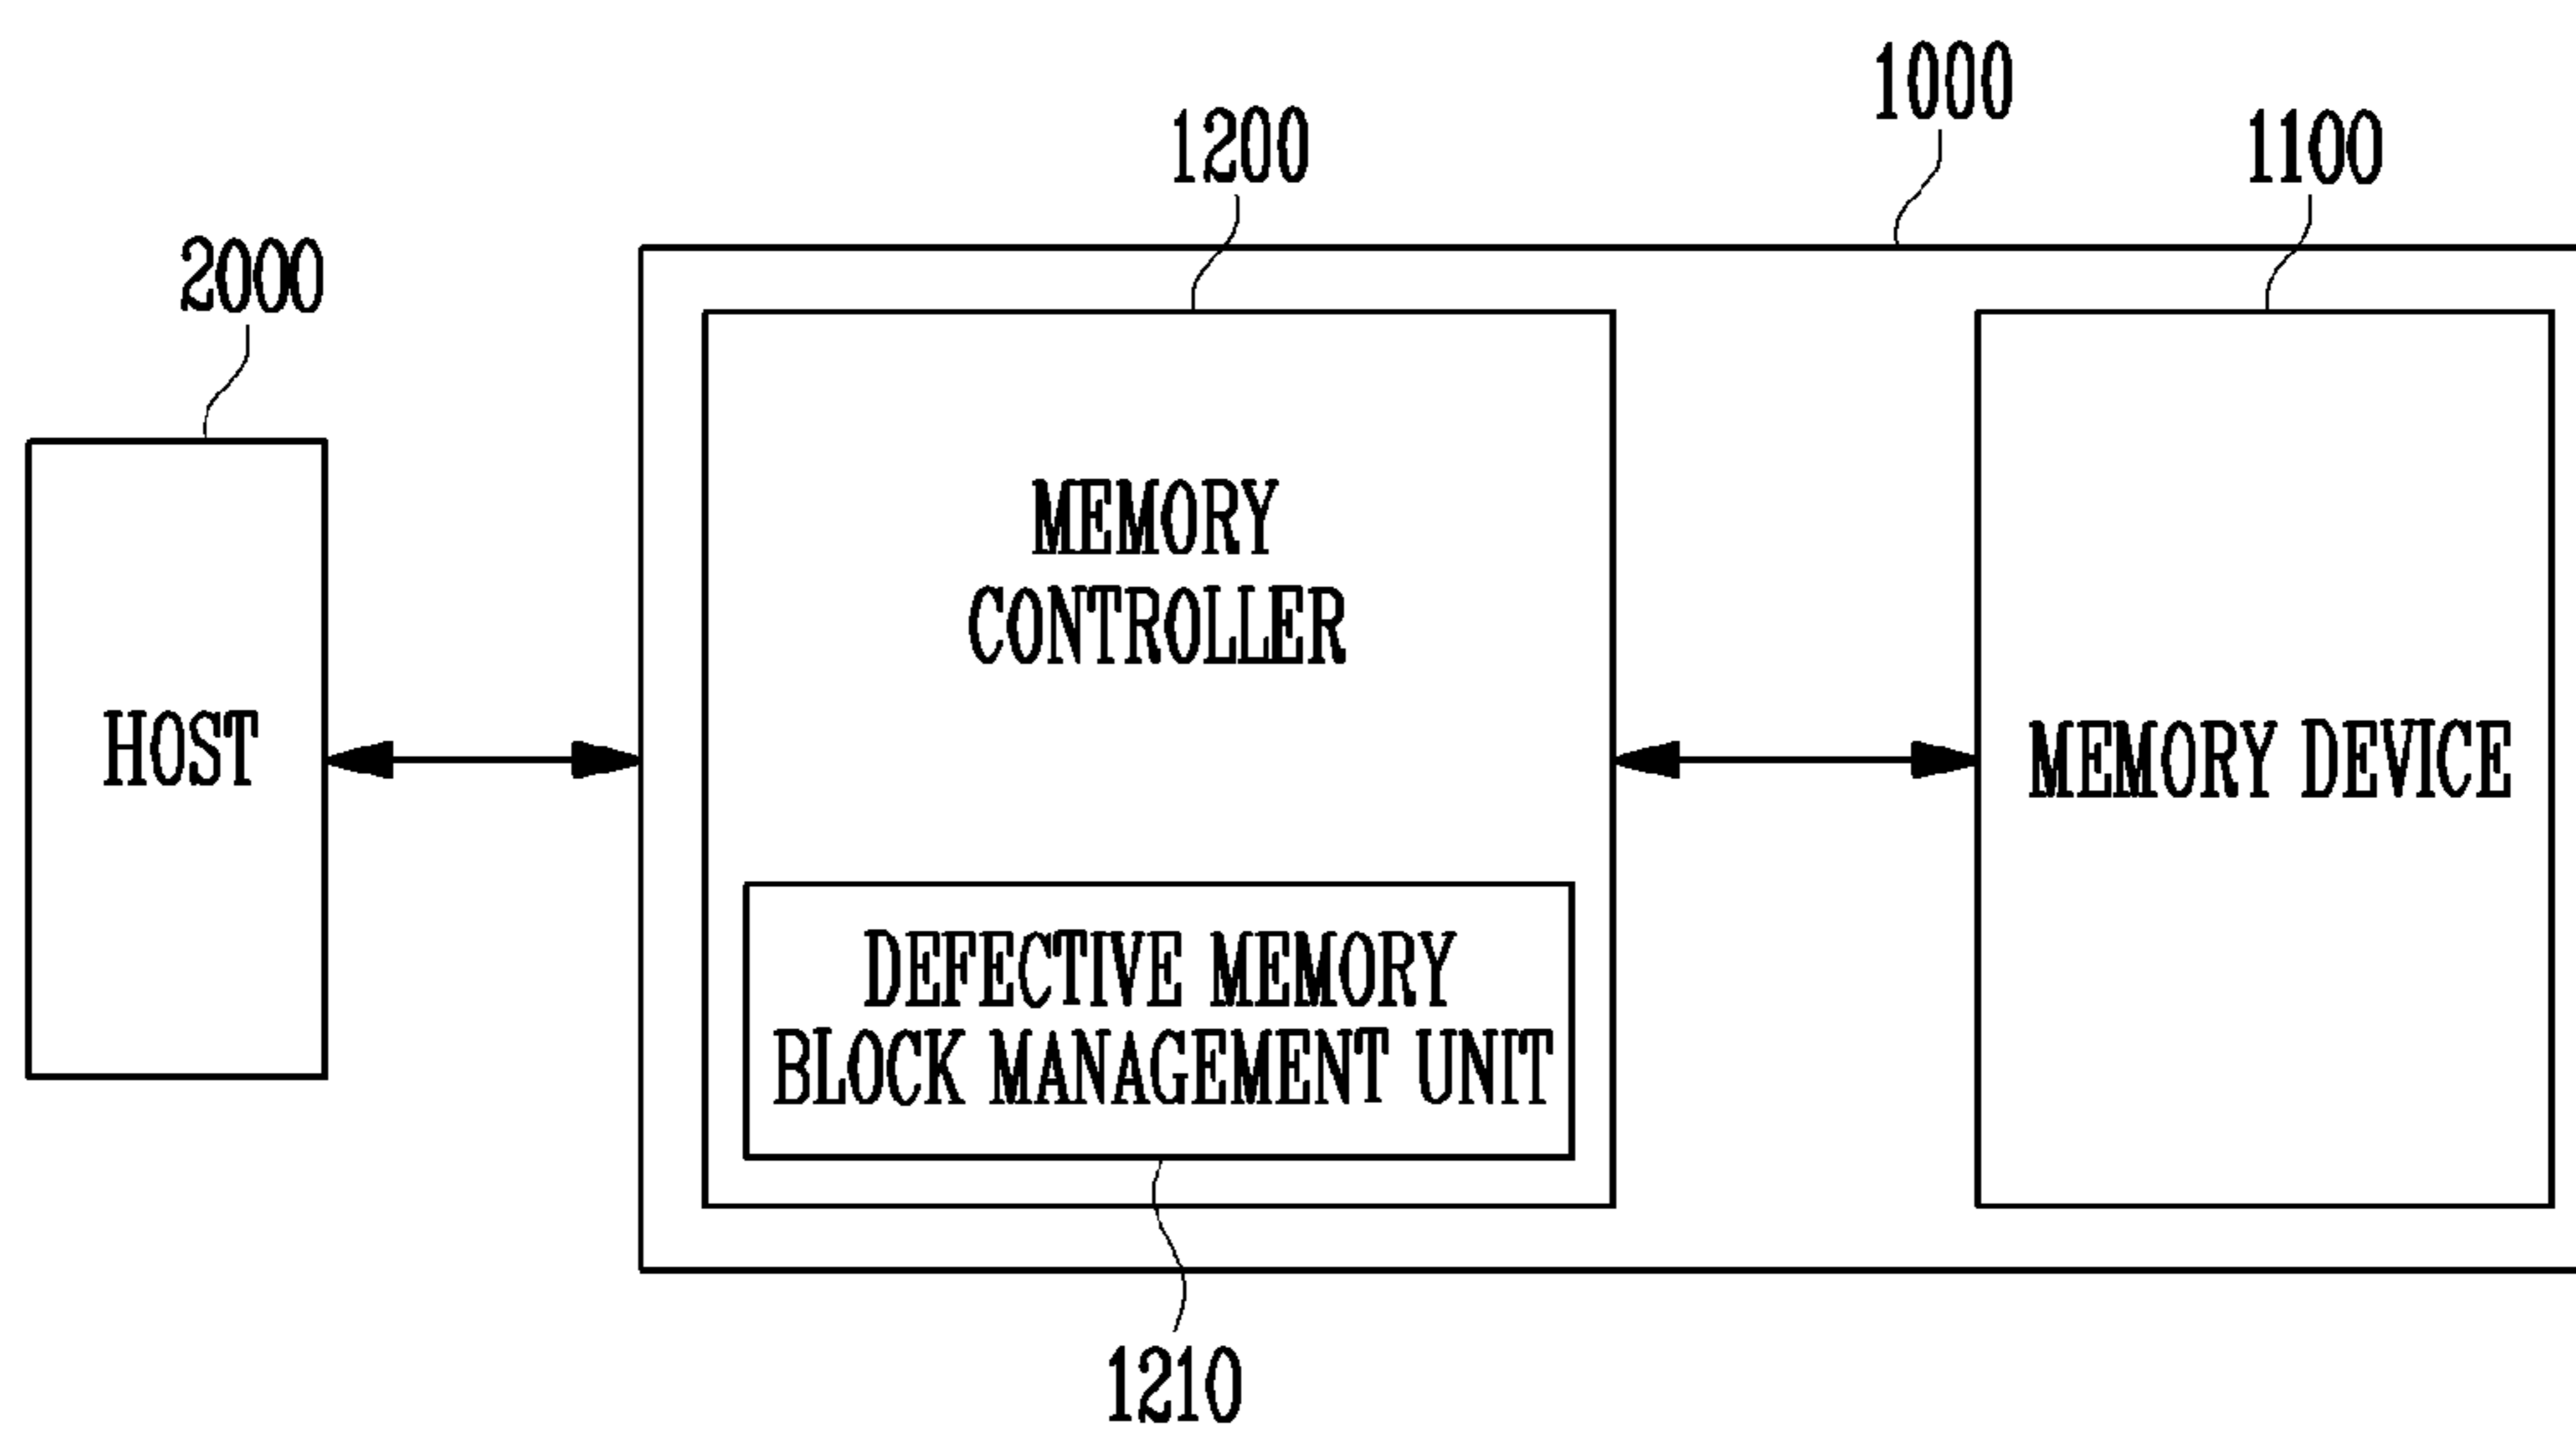 1000
1200
1100
2000
MEMORY
CONTROLLER
HOST
MEMORY DEVICE
DEFECTIVE MEMORY
BLOCK MANAGEMENT UNIT
1210